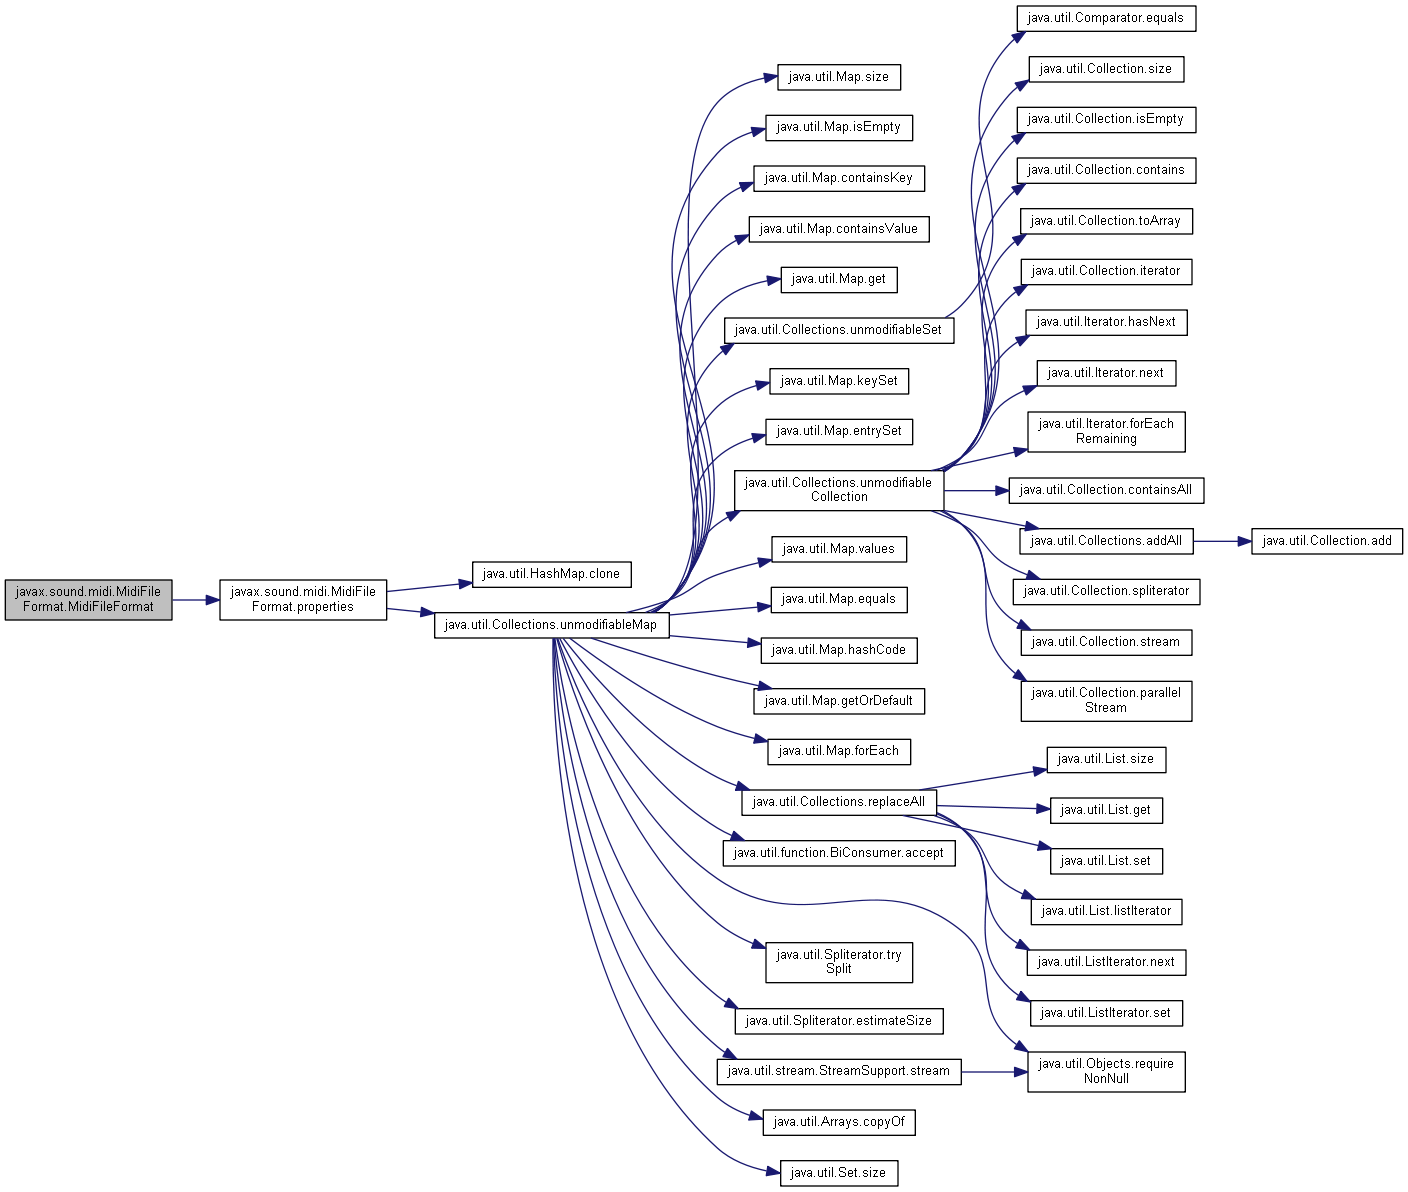 javax.sound.midi.MidiFile
Format.MidiFileFormat
javax.sound.midi.MidiFile
Format.properties
java.util.HashMap.clone
java.util.Collections.unmodifiableMap
java.util.Map.size
java.util.Map.isEmpty
java.util.Map.containsKey
java.util.Map.containsValue
java.util.Map.get
java.util.Collections.unmodifiableSet
java.util.Map.keySet
java.util.Map.entrySet
java.util.Collections.unmodifiable
Collection
java.util.Map.values
java.util.Map.equals
java.util.Map.hashCode
java.util.Map.getOrDefault
java.util.Map.forEach
java.util.Collections.replaceAll
java.util.function.BiConsumer.accept
java.util.Spliterator.try
Split
java.util.Spliterator.estimateSize
java.util.stream.StreamSupport.stream
java.util.Arrays.copyOf
java.util.Set.size
java.util.Comparator.equals
java.util.Collection.size
java.util.Collection.isEmpty
java.util.Collection.contains
java.util.Collection.toArray
java.util.Collection.iterator
java.util.Iterator.hasNext
java.util.Iterator.next
java.util.Iterator.forEach
Remaining
java.util.Collection.containsAll
java.util.Collections.addAll
java.util.Collection.spliterator
java.util.Collection.stream
java.util.Collection.parallel
Stream
java.util.List.size
java.util.List.get
java.util.List.set
java.util.List.listIterator
java.util.ListIterator.next
java.util.ListIterator.set
java.util.Objects.require
NonNull
java.util.Collection.add